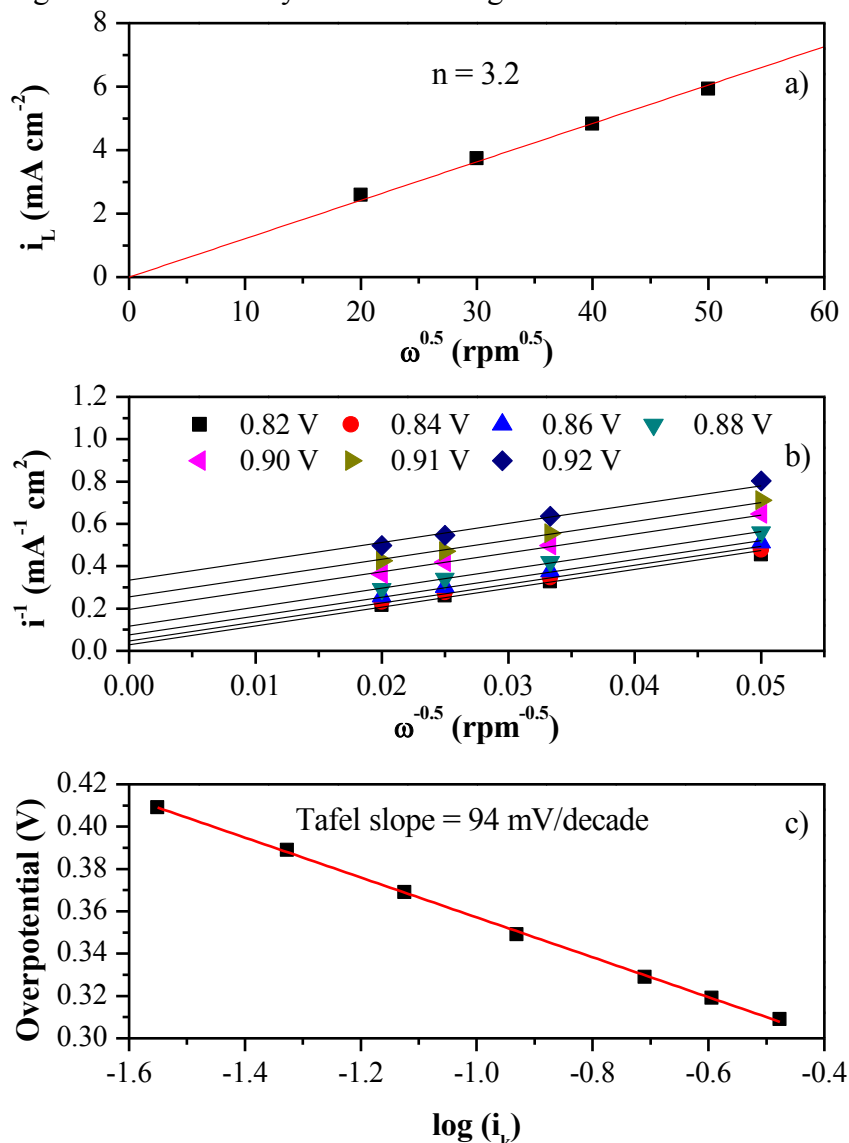 8
6
4
2
0
i_L (mA cm⁻²)
n = 3.2
a)
0 10 20 30 40 50 60
ω^0.5 (rpm^0.5)
1.2
1.0
0.8
0.6
0.4
0.2
0.0
i⁻¹ (mA⁻¹ cm²)
0.82 V 0.84 V 0.86 V 0.88 V
0.90 V 0.91 V 0.92 V
b)
0.00 0.01 0.02 0.03 0.04 0.05
ω^-0.5 (rpm^-0.5)
0.42
0.40
0.38
0.36
0.34
0.32
0.30
Overpotential (V)
Tafel slope = 94 mV/decade
c)
-1.6 -1.4 -1.2 -1.0 -0.8 -0.6 -0.4
log (i_k)